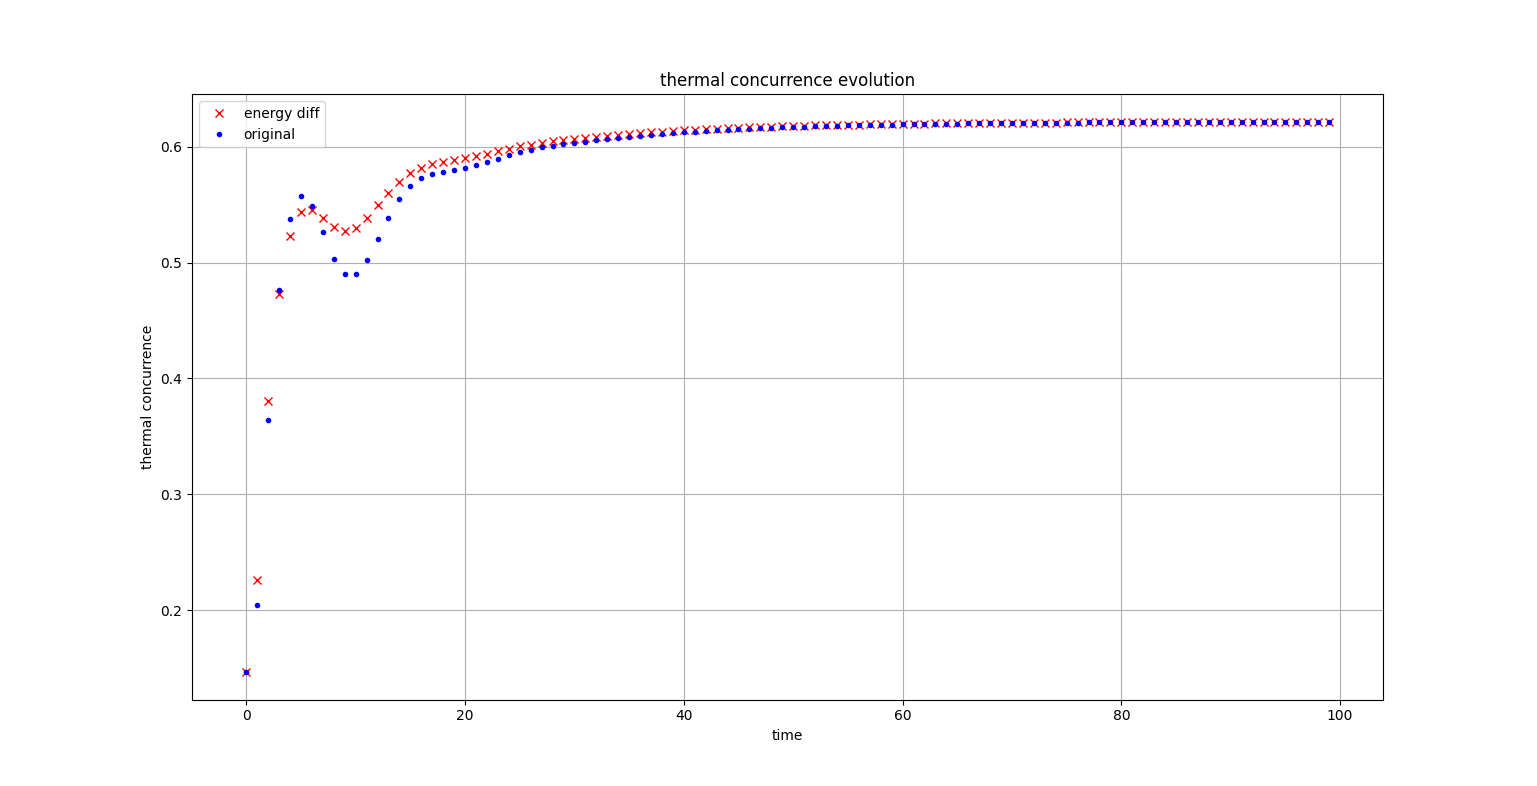 thermal concurrence evolution
energy diff
original
thermal concurrence
0.6
0.5
0.4
0.3
0.2
0
20
40
60
80
100
time